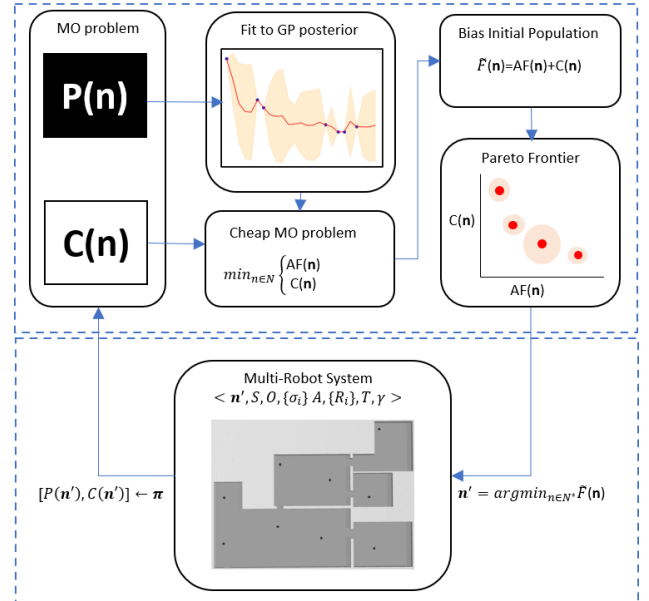 MO problem
P(n)
C(n)
Fit to GP posterior
Cheap MO problem
min_{n∈N} { AF(n)
C(n)
Bias Initial Population
F̃(n)=AF(n)+C(n)
Pareto Frontier
C(n)
AF(n)
Multi-Robot System
< n′, S, O, {σ_i} A, {R_i}, T, γ >
[P(n′), C(n′)] ← π
n′ = argmin_{n∈N*} F̃(n)